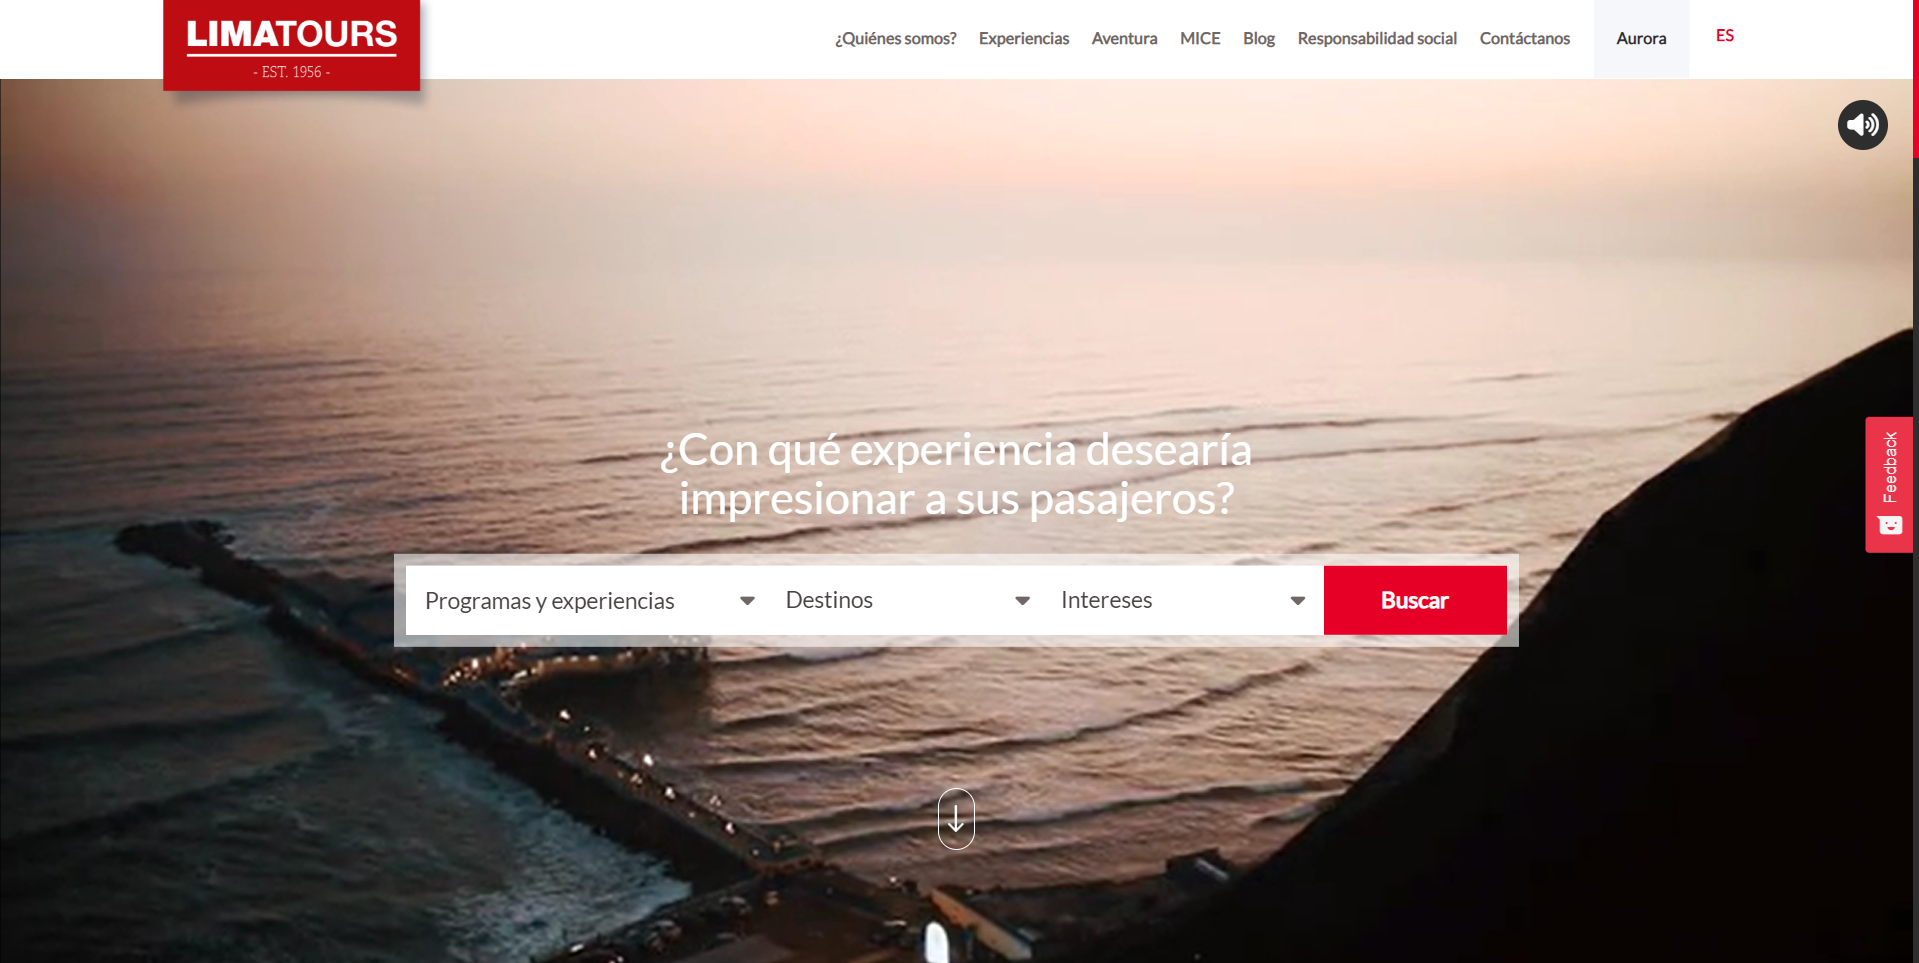 LIMATOURS
- EST. 1956 -
¿Quiénes somos?
Experiencias
Aventura
MICE
Blog
Responsabilidad social
Contáctanos
Aurora
ES
¿Con qué experiencia desearía
impresionar a sus pasajeros?
Programas y experiencias
Destinos
Intereses
Buscar
Feedback